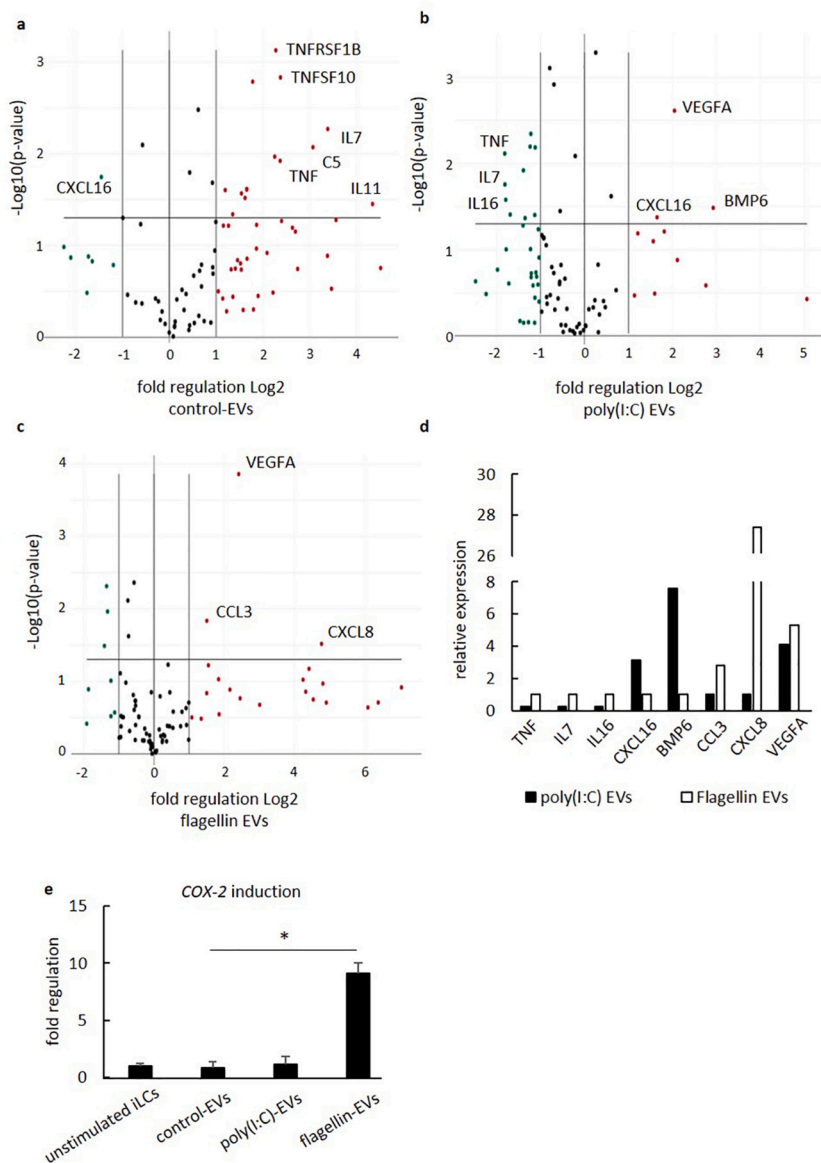 a
-Log10(p-value)
3
2
1
0
TNFRSF1B
TNFSF10
IL7
C5
TNF
IL11
CXCL16
-2
-1
0
1
2
3
4
fold regulation Log2
control-EVs
b
-Log10(p-value)
3
2
1
0
VEGFA
TNF
IL7
IL16
CXCL16
BMP6
-2
-1
0
1
2
3
4
5
fold regulation Log2
poly(I:C) EVs
c
-Log10(p-value)
4
3
2
1
0
VEGFA
CCL3
CXCL8
-2
0
2
4
6
fold regulation Log2
flagellin EVs
d
relative expression
30
28
26
8
6
4
2
0
TNF
IL7
IL16
CXCL16
BMP6
CCL3
CXCL8
VEGFA
poly(I:C) EVs
Flagellin EVs
e
COX-2 induction
fold regulation
15
10
5
0
*
unstimulated iLCs
control-EVs
poly(I:C)-EVs
flagellin-EVs